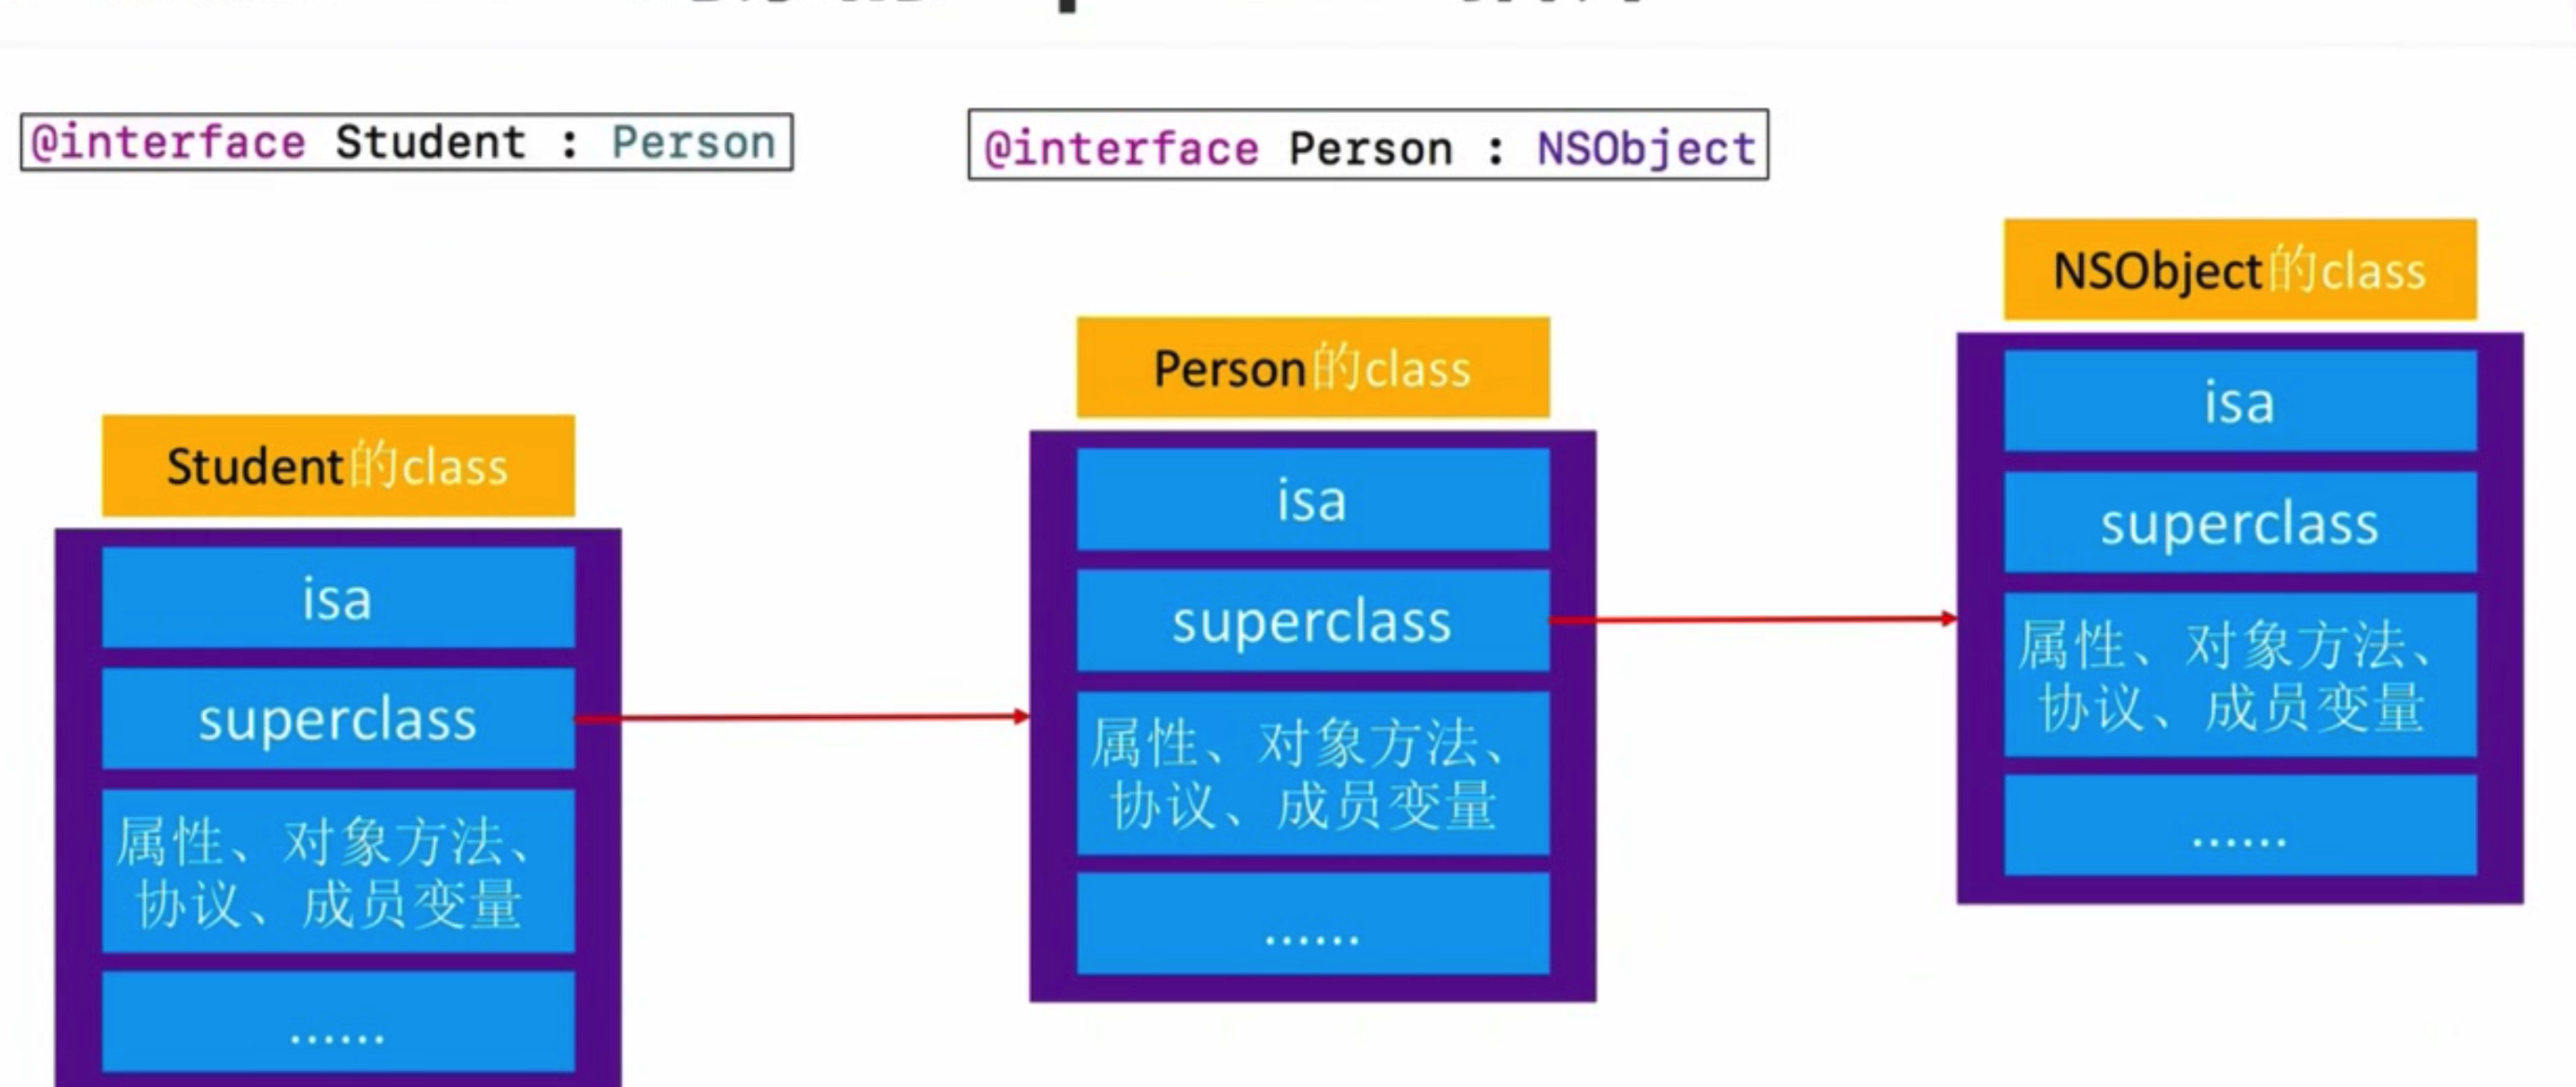 @interface Student : Person
@interface Person : NSObject
Student的class
isa
superclass
属性、对象方法、
协议、成员变量
......
Person的class
isa
superclass
属性、对象方法、
协议、成员变量
......
NSObject的class
isa
superclass
属性、对象方法、
协议、成员变量
......